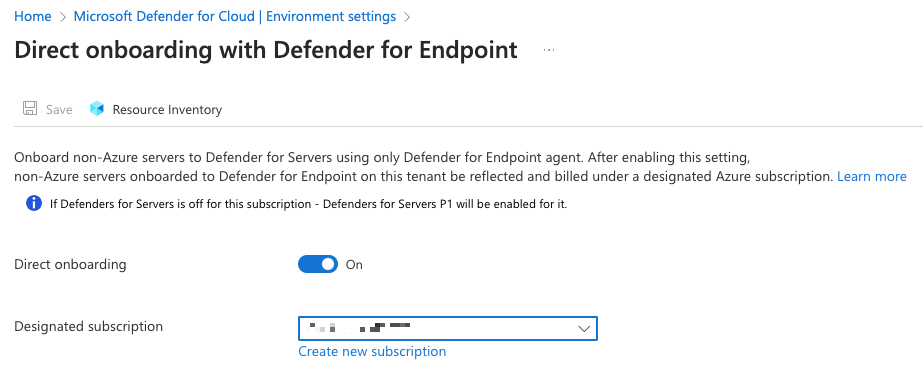 Home > Microsoft Defender for Cloud | Environment settings >
Direct onboarding with Defender for Endpoint ...
Save Resource Inventory
Onboard non-Azure servers to Defender for Servers using only Defender for Endpoint agent. After enabling this setting,
non-Azure servers onboarded to Defender for Endpoint on this tenant be reflected and billed under a designated Azure subscription. Learn more
If Defenders for Servers is off for this subscription - Defenders for Servers P1 will be enabled for it.
Direct onboarding On
Designated subscription
Create new subscription